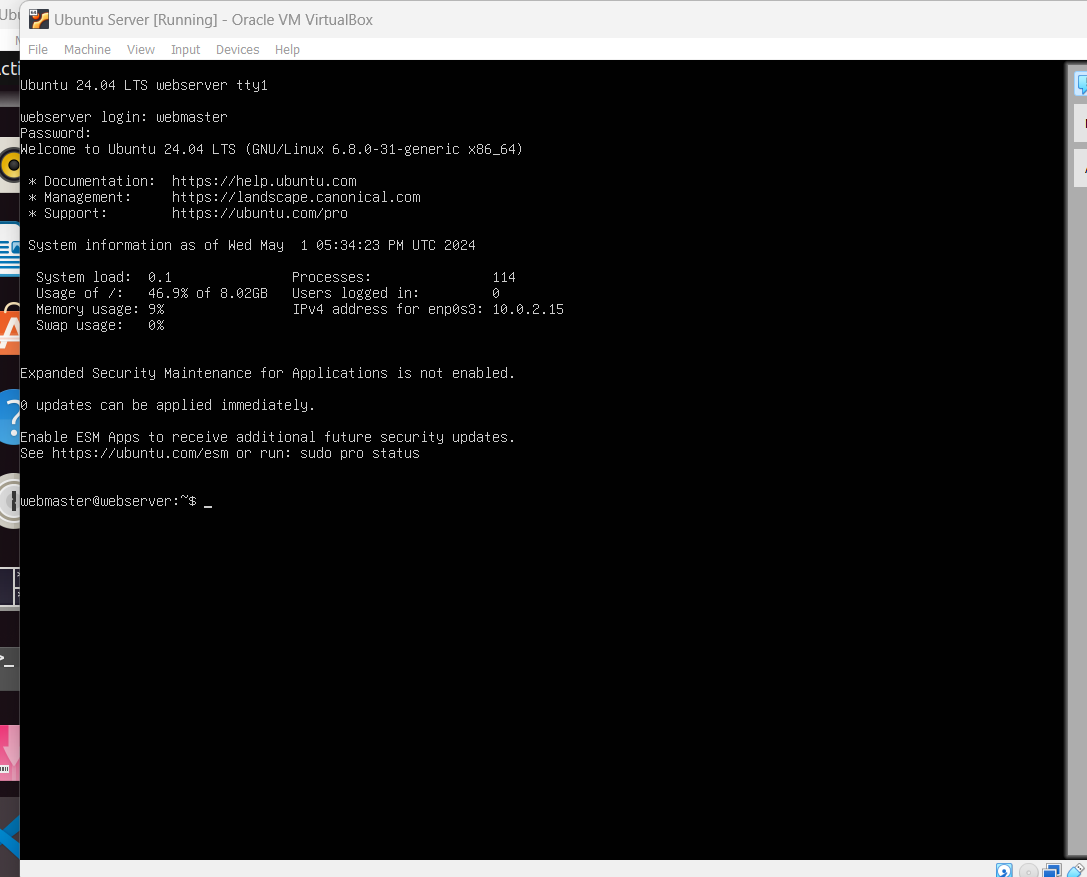 Ubuntu Server [Running] - Oracle VM VirtualBox
File Machine View Input Devices Help
Ubuntu 24.04 LTS webserver tty1
webserver login: webmaster
Password:
Welcome to Ubuntu 24.04 LTS (GNU/Linux 6.8.0-31-generic x86_64)
* Documentation: https://help.ubuntu.com
* Management: https://landscape.canonical.com
* Support: https://ubuntu.com/pro
System information as of Wed May 1 05:34:23 PM UTC 2024
System load: 0.1 Processes: 114
Usage of /: 46.9% of 8.02GB Users logged in: 0
Memory usage: 9% IPv4 address for enp0s3: 10.0.2.15
Swap usage: 0%
Expanded Security Maintenance for Applications is not enabled.
0 updates can be applied immediately.
Enable ESM Apps to receive additional future security updates.
See https://ubuntu.com/esm or run: sudo pro status
webmaster@webserver:~$ _